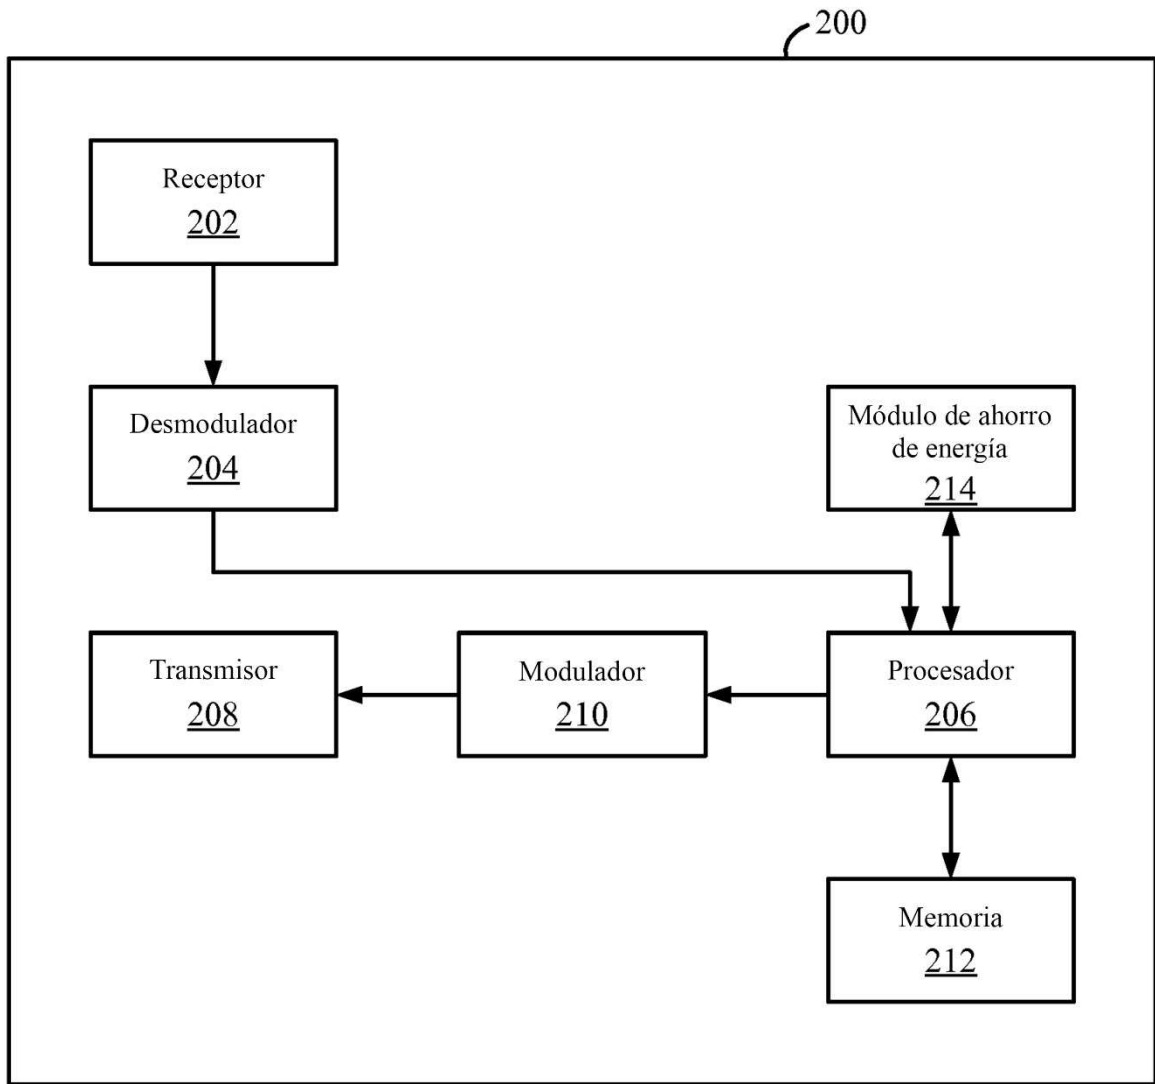 200
Receptor
202
Desmodulador
204
Módulo de ahorro
de energía
214
Transmisor
208
Modulador
210
Procesador
206
Memoria
212